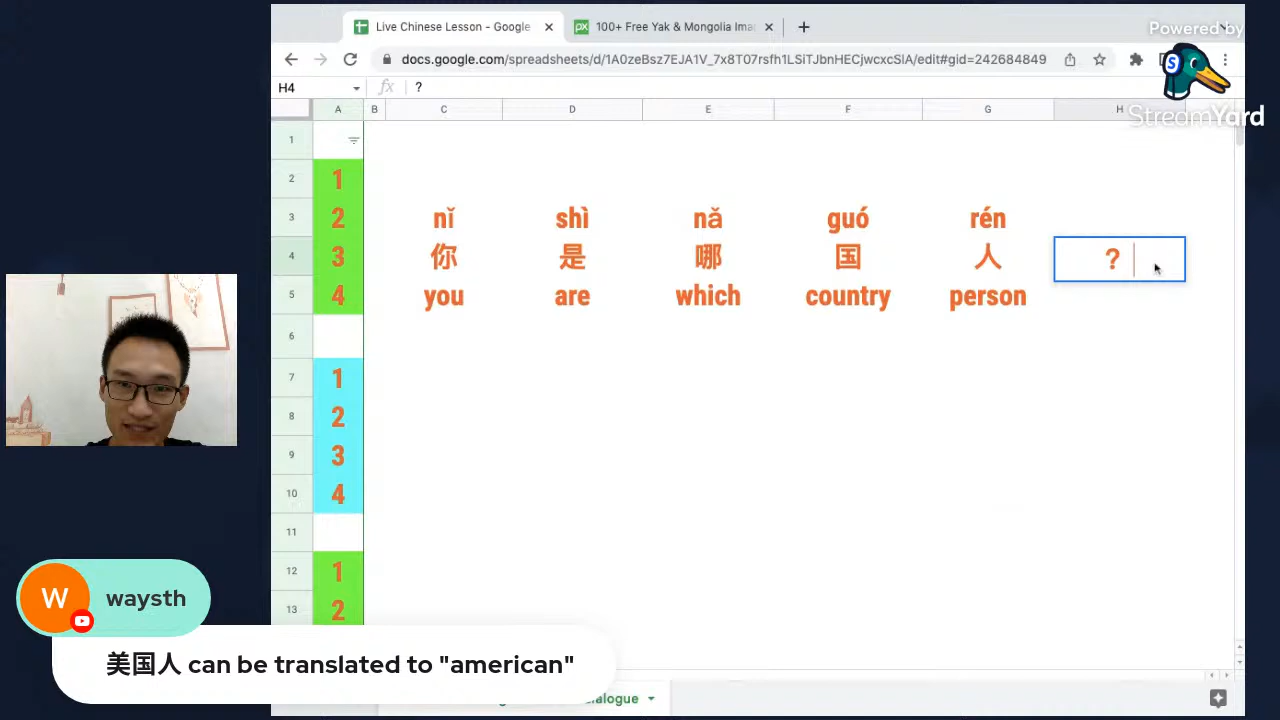 Live Chinese Lesson - Google
100+ Free Yak & Mongolia Ima
Powered by
docs.google.com/spreadsheets/d/1A0zeBsz7EJA1V_7x8T07rsfh1LSiTJbnHECjwcxcSlA/edit#gid=242684849
StreamYard
H4
fx
?
A B C D E F G H
1
2 1
3 2 nǐ shì nǎ guó rén
4 3 你 是 哪 国 人 ?
5 4 you are which country person
6
7 1
8 2
9 3
10 4
11
12 1
13 2
W waysth
美国人 can be translated to "american"